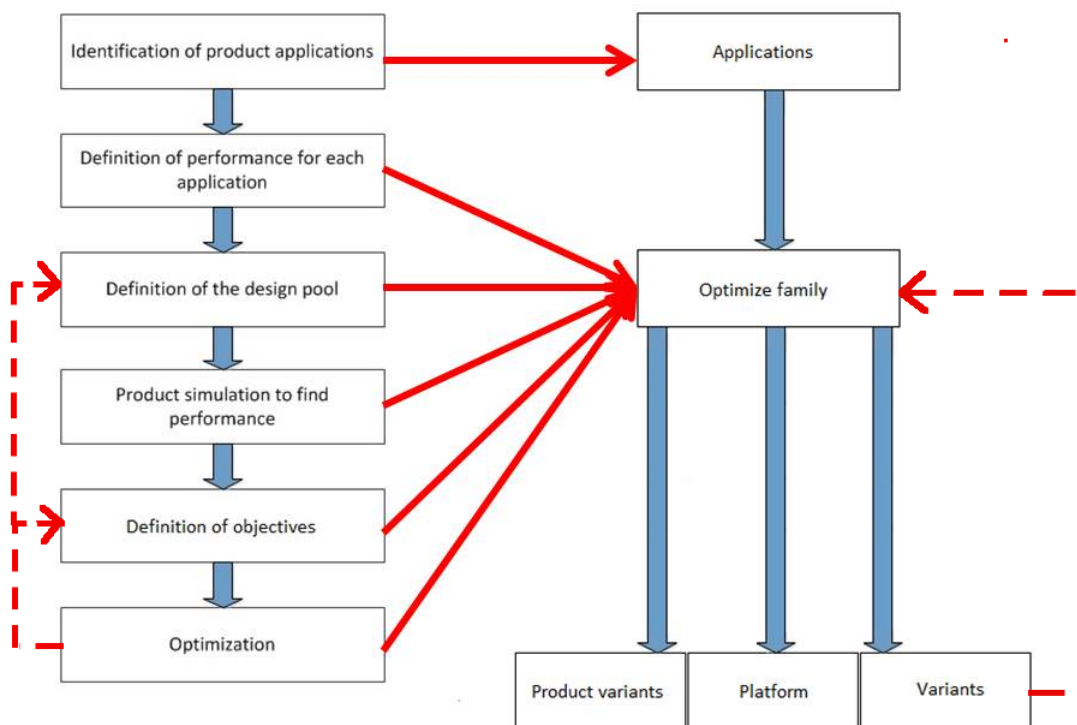 Identification of product applications
Applications
Definition of performance for each
application
Definition of the design pool
Optimize family
Product simulation to find
performance
Definition of objectives
Optimization
Product variants
Platform
Variants